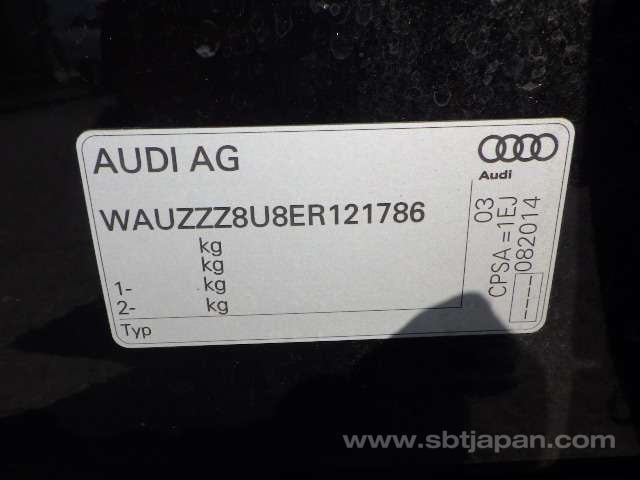 AUDI AG
Audi
WAUZZZ8U8ER121786
kg
kg
1- kg
2- kg
Typ
03
CPSA =1EJ
----082014
www.sbtjapan.com